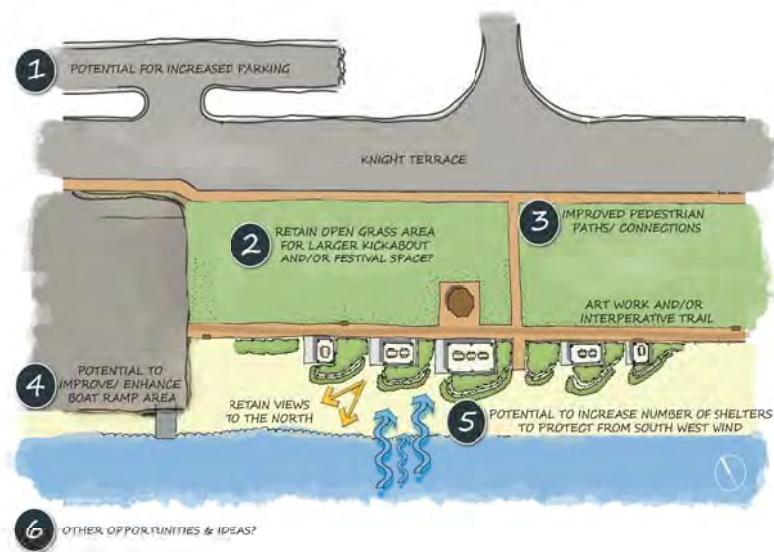 1 POTENTIAL FOR INCREASED PARKING
KNIGHT TERRACE
2 RETAIN OPEN GRASS AREA
FOR LARGER KICKABOUT
AND/OR FESTIVAL SPACE?
3 IMPROVED PEDESTRIAN
PATHS/ CONNECTIONS
ART WORK AND/OR
INTERPERATIVE TRAIL
POTENTIAL TO
4 IMPROVE/ ENHANCE
BOAT RAMP AREA
RETAIN VIEWS
TO THE NORTH
5 POTENTIAL TO INCREASE NUMBER OF SHELTERS
TO PROTECT FROM SOUTH WEST WIND
6 OTHER OPPORTUNITIES & IDEAS?